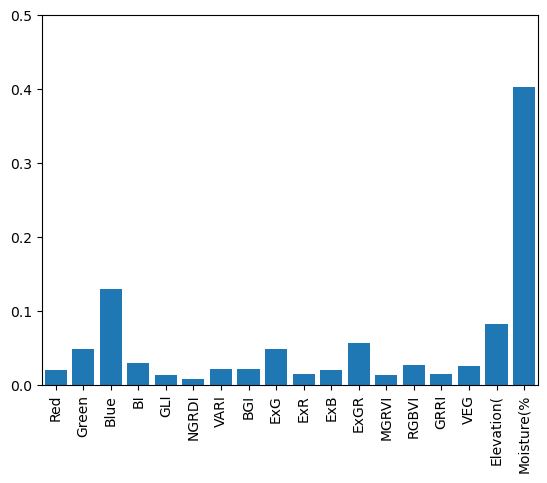 0.5
0.4
0.3
0.2
0.1
0.0
Red
Green
Blue
BI
GLI
NGRDI
VARI
BGI
ExG
ExR
ExB
ExGR
MGRVI
RGBVI
GRRI
VEG
Elevation(
Moisture(%